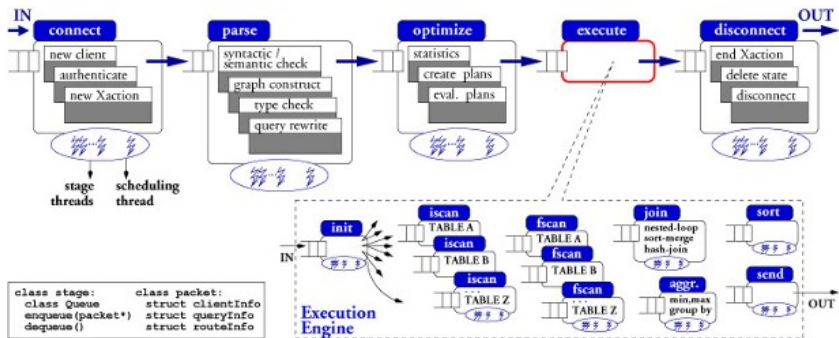 IN
OUT
connect
new client
authenticate
new Xaction
stage threads
scheduling thread
parse
syntactic /
semantic check
graph construct
type check
query rewrite
optimize
statistics
create plans
eval. plans
execute
disconnect
end Xaction
delete state
disconnect
IN
init
iscan
TABLE A
iscan
TABLE B
iscan
...
TABLE Z
fscan
TABLE A
fscan
TABLE B
fscan
...
TABLE Z
join
nested-loop
sort-merge
hash-join
aggr.
min,max
group by
sort
send
OUT
Execution
Engine
class stage:
class Queue
enqueue(packet*)
dequeue()
class packet:
struct clientInfo
struct queryInfo
struct routeInfo